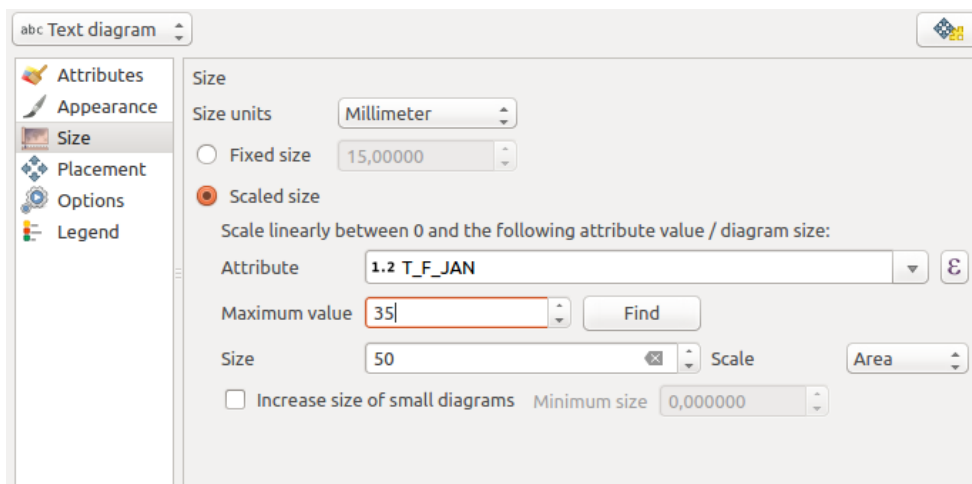 abc Text diagram
Attributes
Appearance
Size
Placement
Options
Legend
Size
Size units Millimeter
Fixed size 15,00000
Scaled size
Scale linearly between 0 and the following attribute value / diagram size:
Attribute 1.2 T_F_JAN ε
Maximum value 35 Find
Size 50 Scale Area
Increase size of small diagrams Minimum size 0,000000